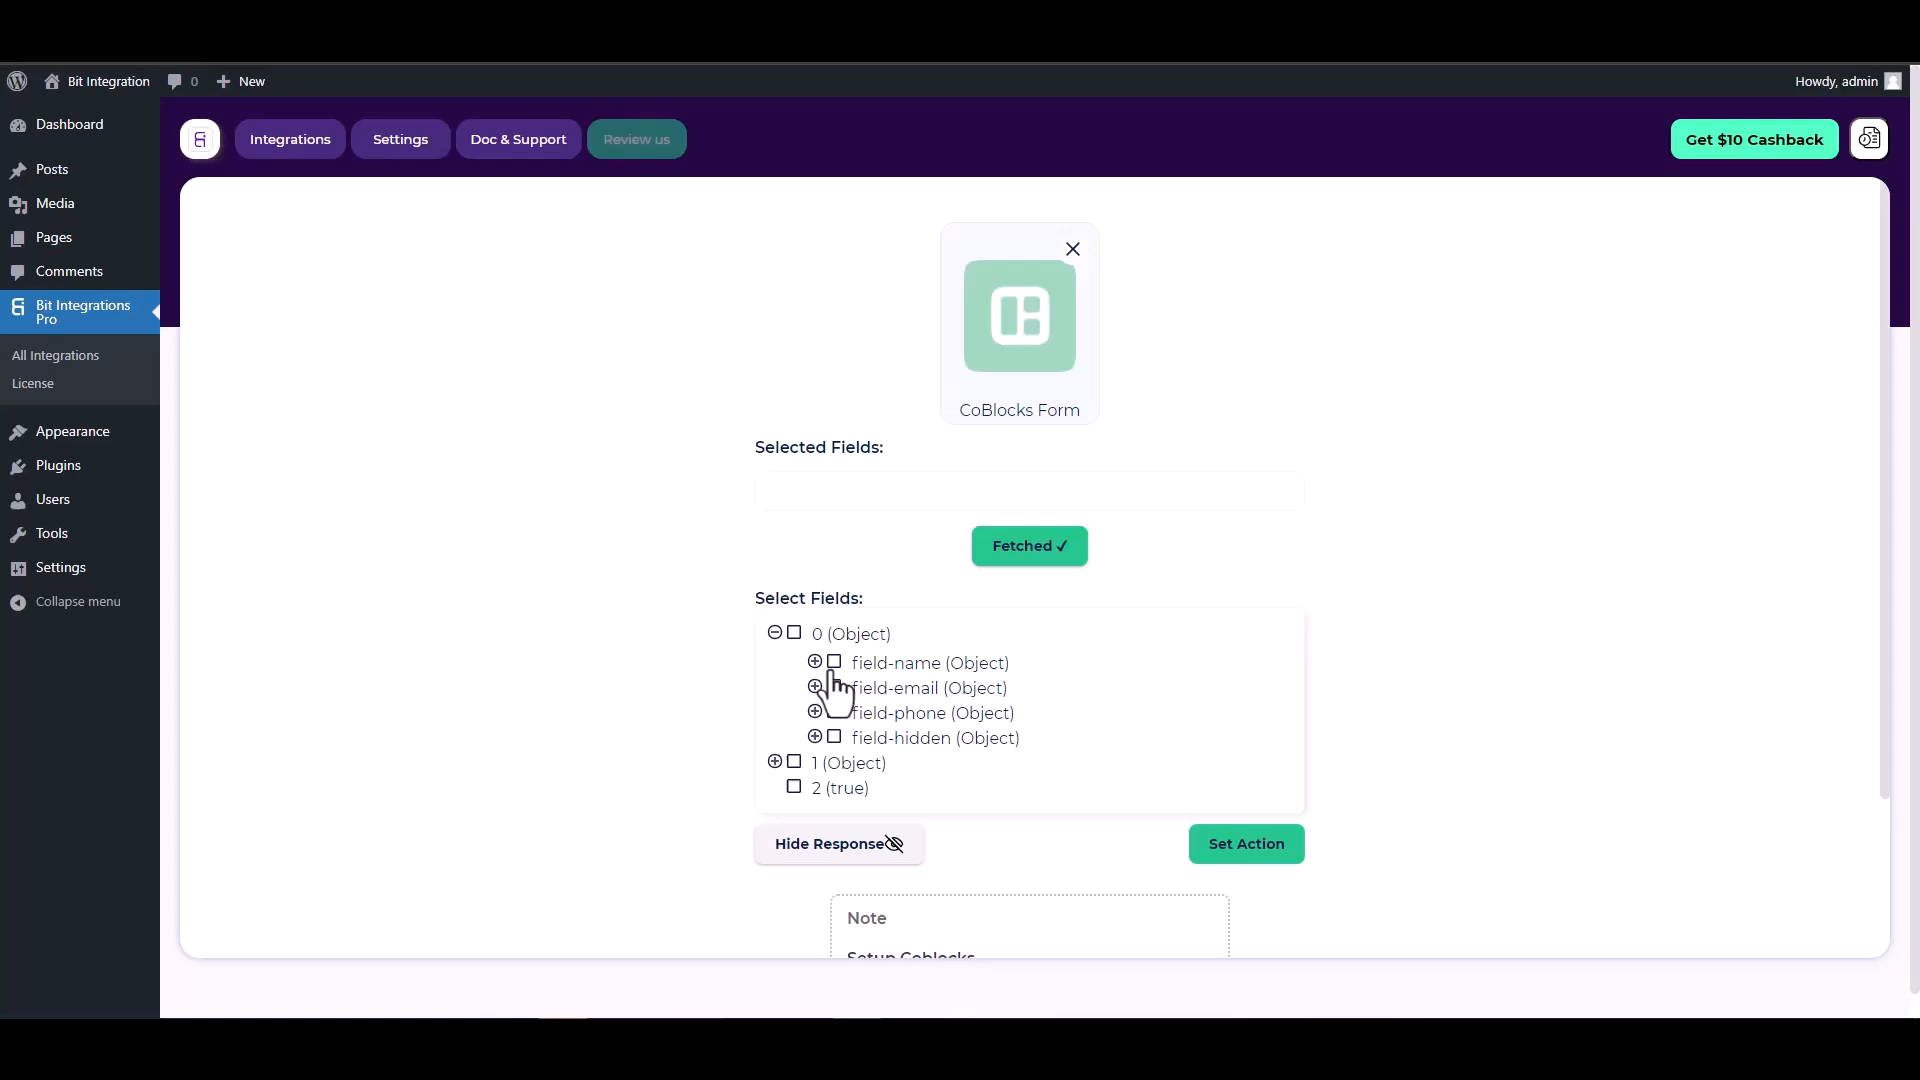 Bit Integration
0
New
Howdy, admin
Dashboard
Posts
Media
Pages
Comments
Bit Integrations
Pro
All Integrations
License
Appearance
Plugins
Users
Tools
Settings
Collapse menu
Integrations
Settings
Doc & Support
Review us
Get $10 Cashback
CoBlocks Form
Selected Fields:
Fetched ✓
Select Fields:
0 (Object)
field-name (Object)
field-email (Object)
field-phone (Object)
field-hidden (Object)
1 (Object)
2 (true)
Hide Response
Set Action
Note
Setup Coblocks